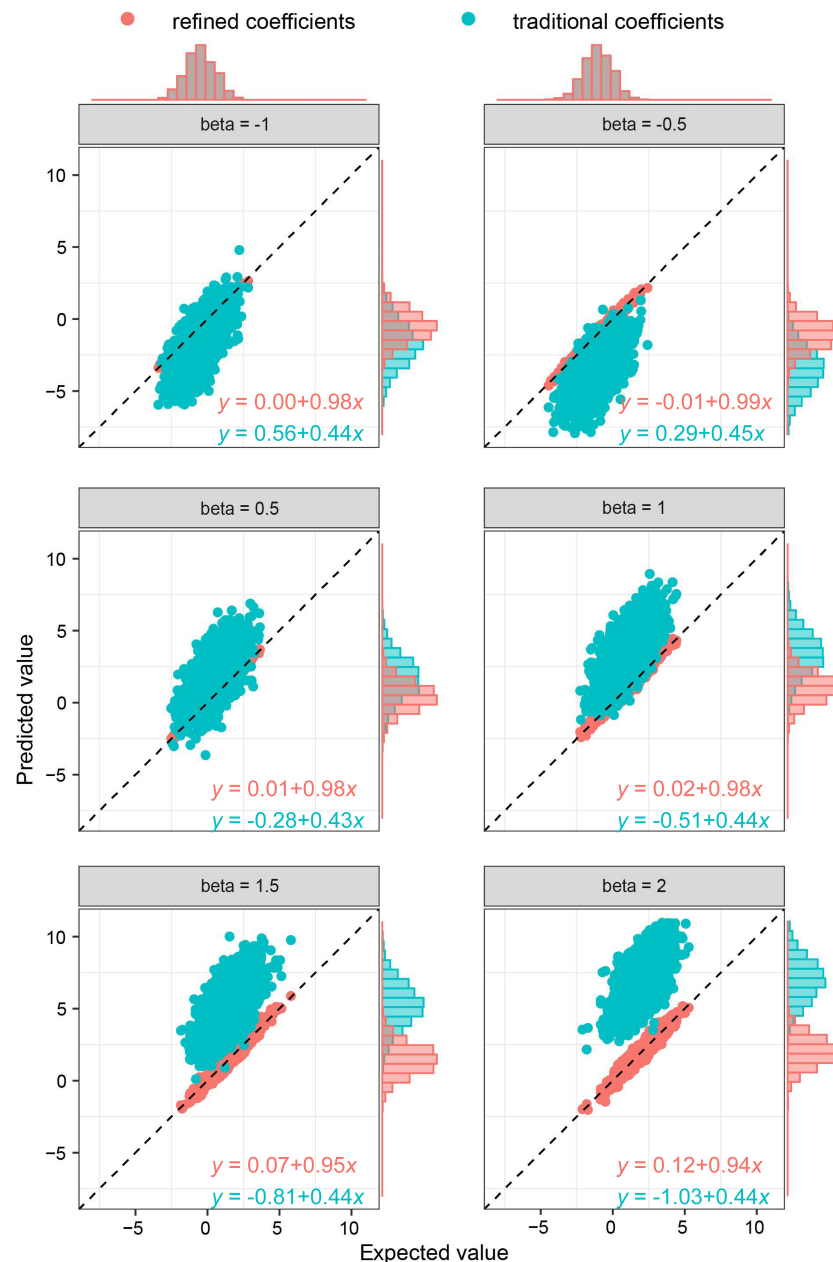 refined coefficients traditional coefficients
beta = -1 beta = -0.5
10
5
0
−5
y = 0.00+0.98x y = -0.01+0.99x
y = 0.56+0.44x y = 0.29+0.45x
beta = 0.5 beta = 1
10
5
0
−5
y = 0.01+0.98x y = 0.02+0.98x
y = -0.28+0.43x y = -0.51+0.44x
Predicted value
beta = 1.5 beta = 2
10
5
0
−5
y = 0.07+0.95x y = 0.12+0.94x
y = -0.81+0.44x y = -1.03+0.44x
−5 0 5 10 −5 0 5 10
Expected value